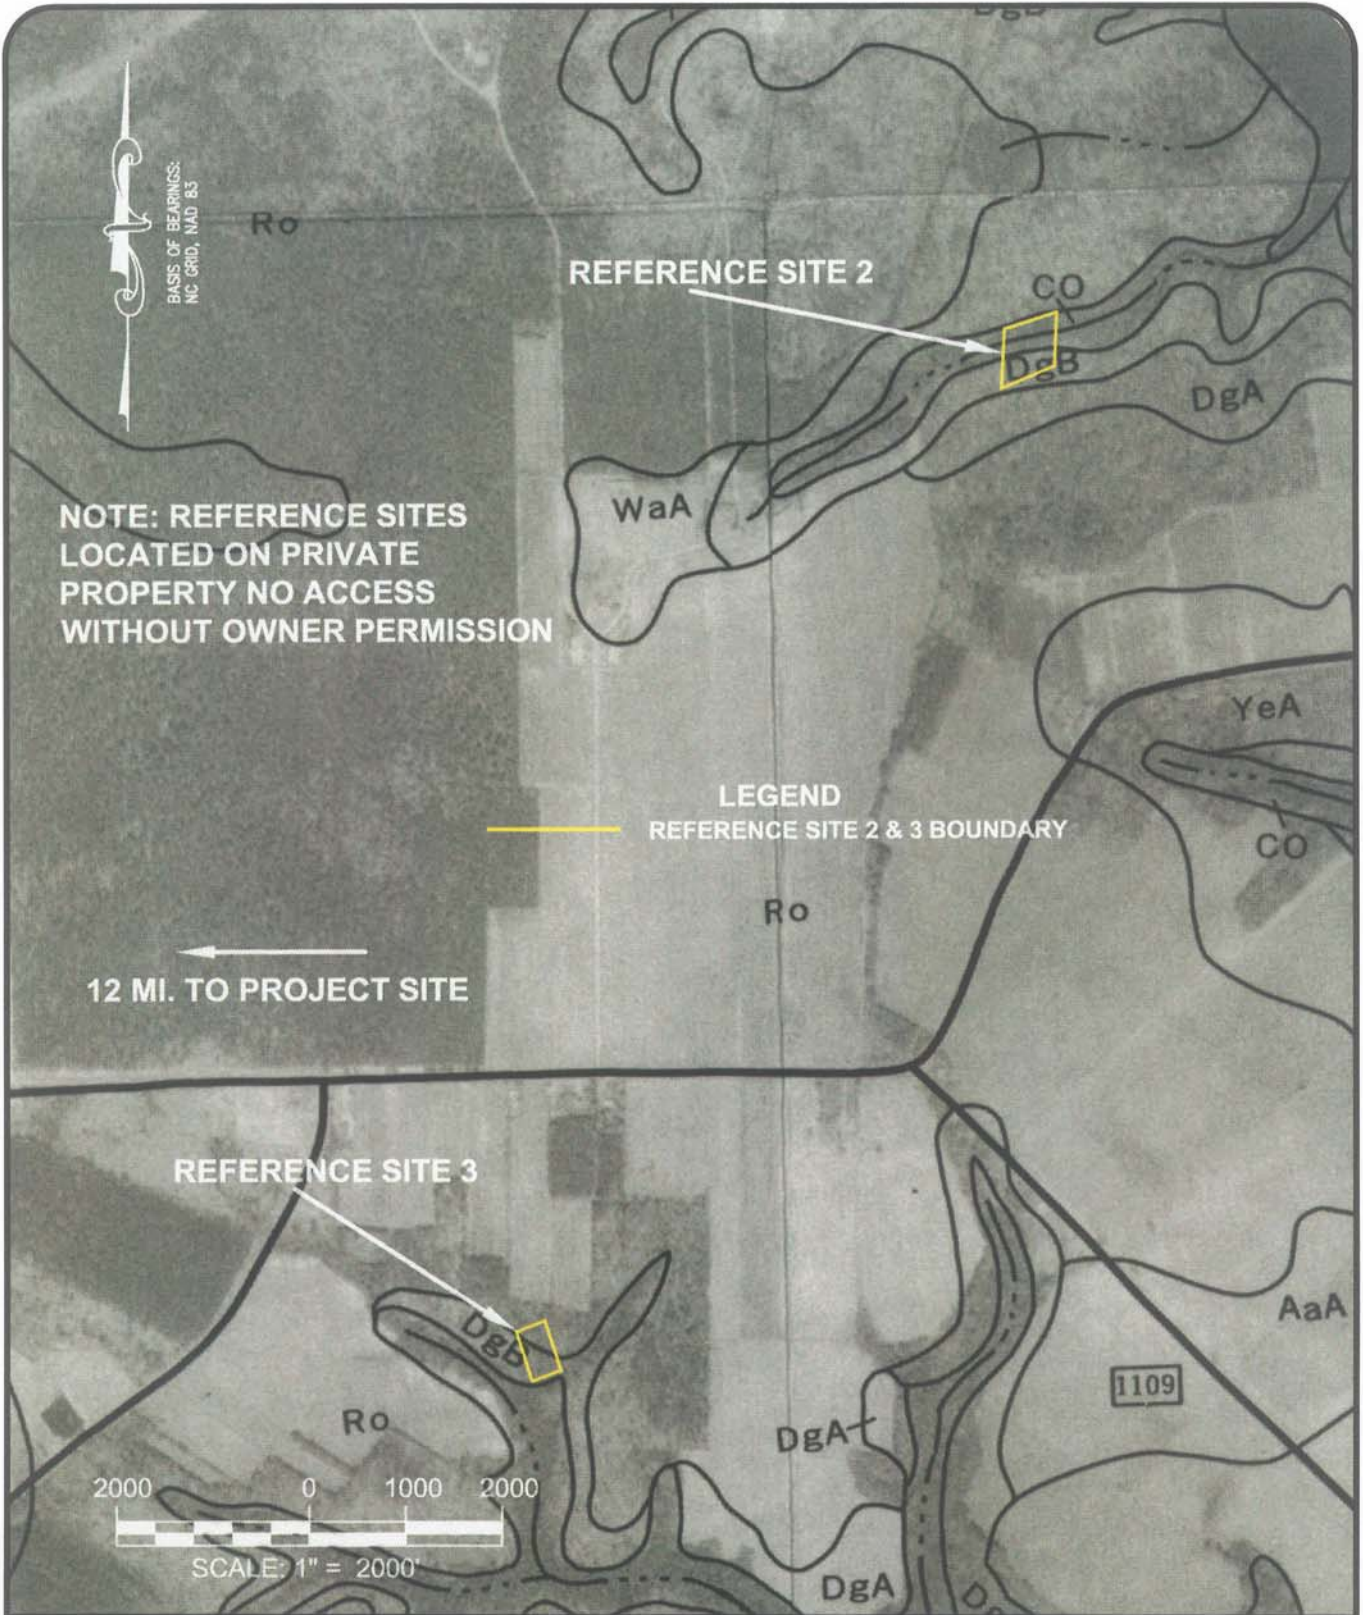 DgB
BASIS OF BEARINGS:
NC GRID, NAD 83
Ro
REFERENCE SITE 2
CO
DgB
DgA
WaA
NOTE: REFERENCE SITES
LOCATED ON PRIVATE
PROPERTY NO ACCESS
WITHOUT OWNER PERMISSION
YeA
LEGEND
REFERENCE SITE 2 & 3 BOUNDARY
CO
Ro
12 MI. TO PROJECT SITE
REFERENCE SITE 3
DgB
AaA
1109
Ro
DgA
2000 0 1000 2000
SCALE: 1" = 2000'
DgA